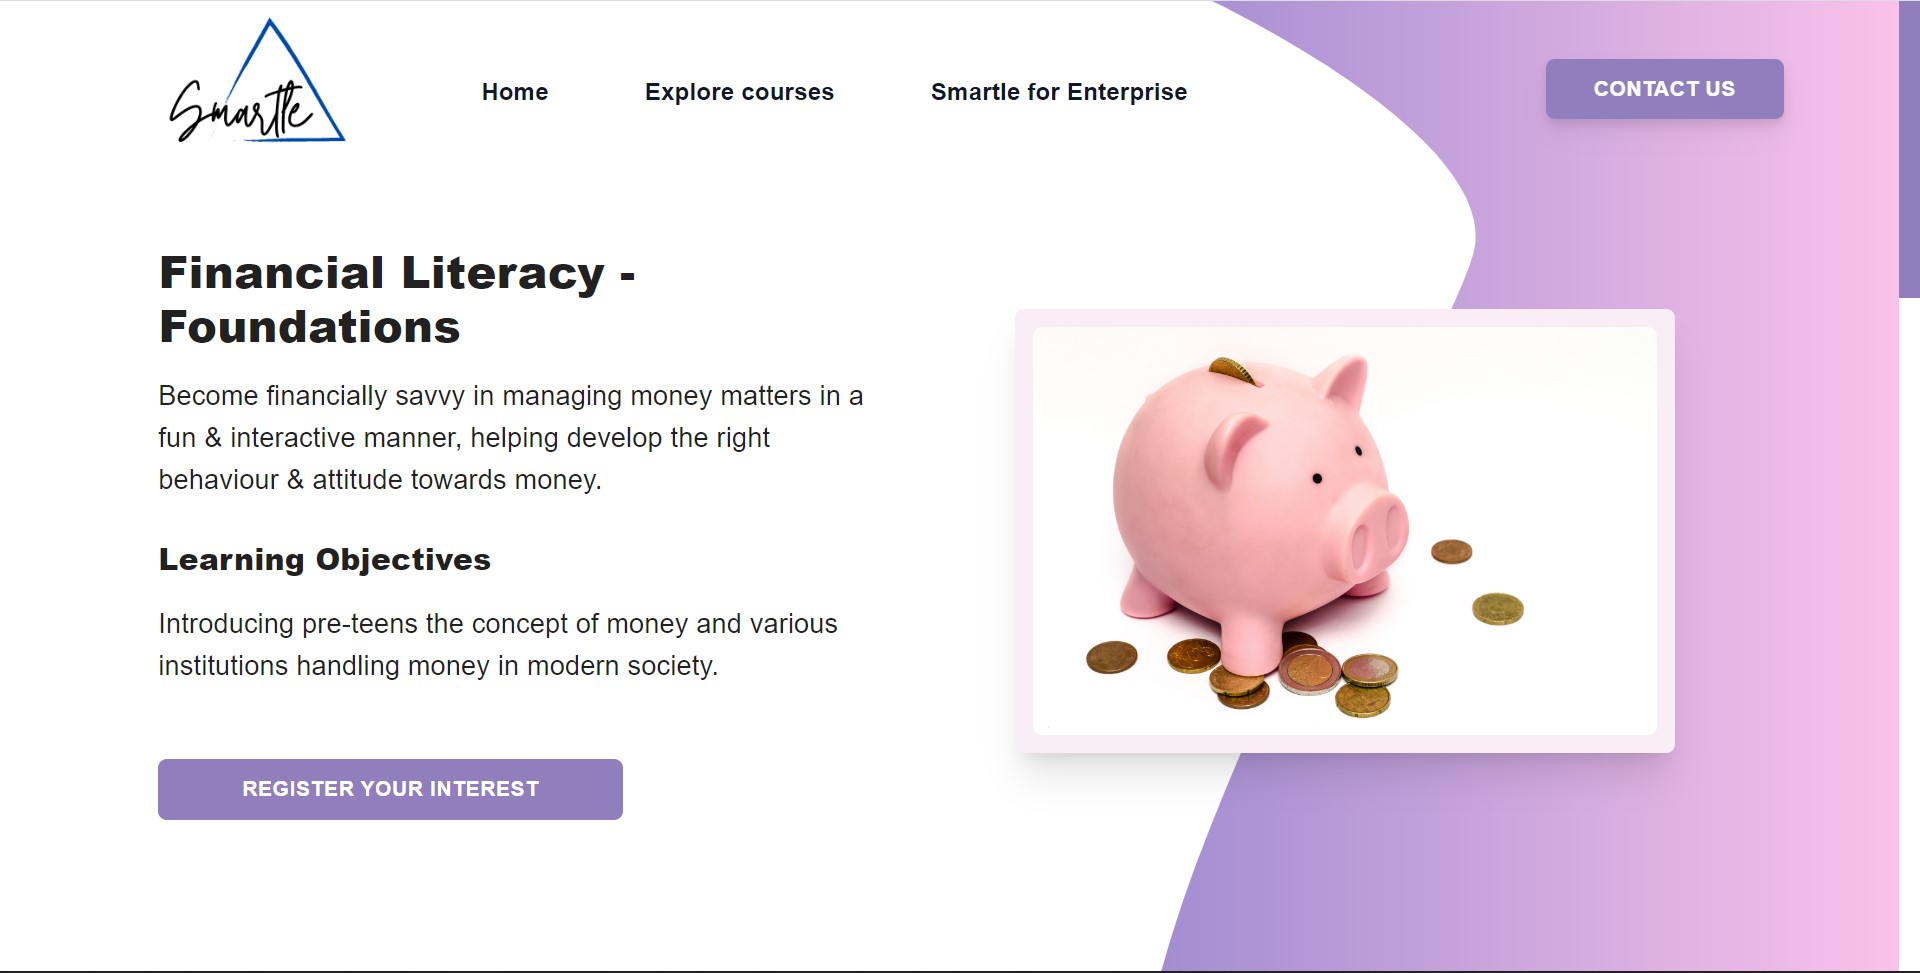 Smartle
Home
Explore courses
Smartle for Enterprise
CONTACT US
Financial Literacy -
Foundations
Become financially savvy in managing money matters in a
fun & interactive manner, helping develop the right
behaviour & attitude towards money.
Learning Objectives
Introducing pre-teens the concept of money and various
institutions handling money in modern society.
REGISTER YOUR INTEREST